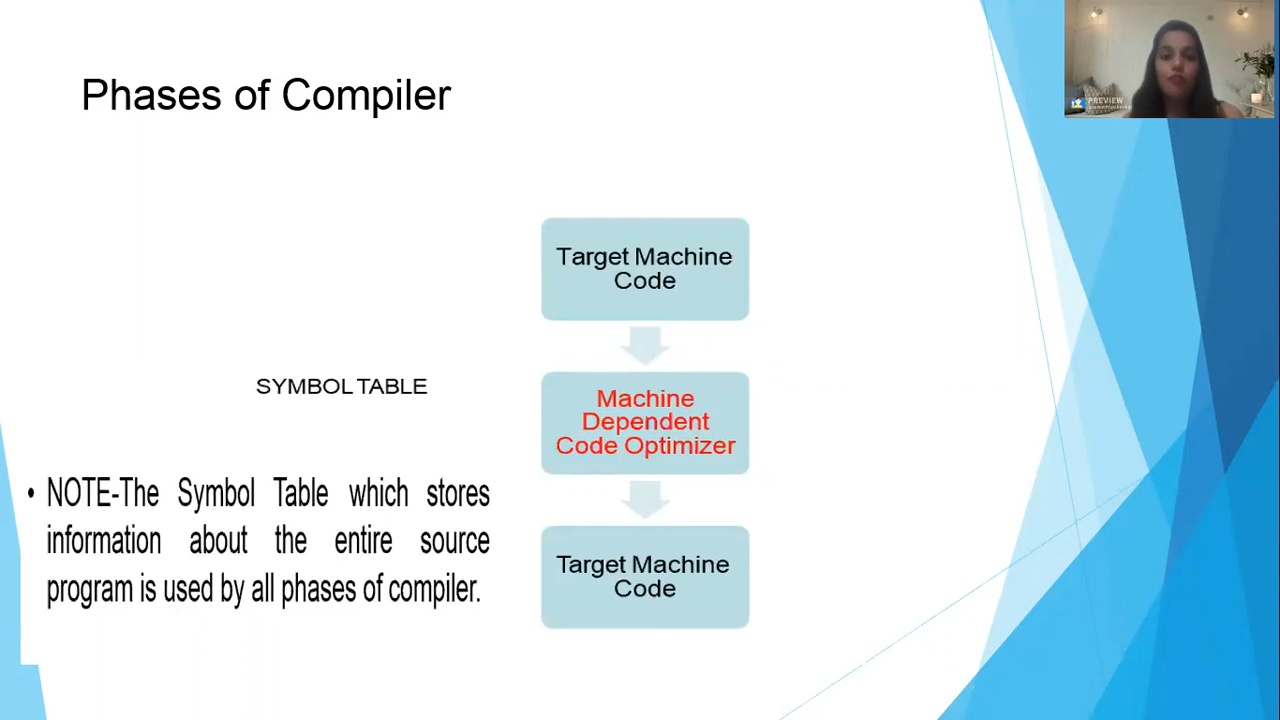 Phases of Compiler
PREVIEW
Target Machine
Code
SYMBOL TABLE
Machine
Dependent
Code Optimizer
• NOTE-The Symbol Table which stores
information about the entire source
program is used by all phases of compiler.
Target Machine
Code